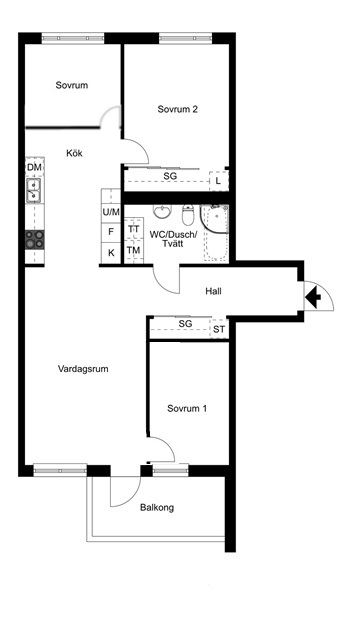 Sovrum
Sovrum 2
Kök
DM
SG
L
U/M
F
K
TT
TM
WC/Dusch/
Tvätt
Hall
SG
ST
Vardagsrum
Sovrum 1
Balkong